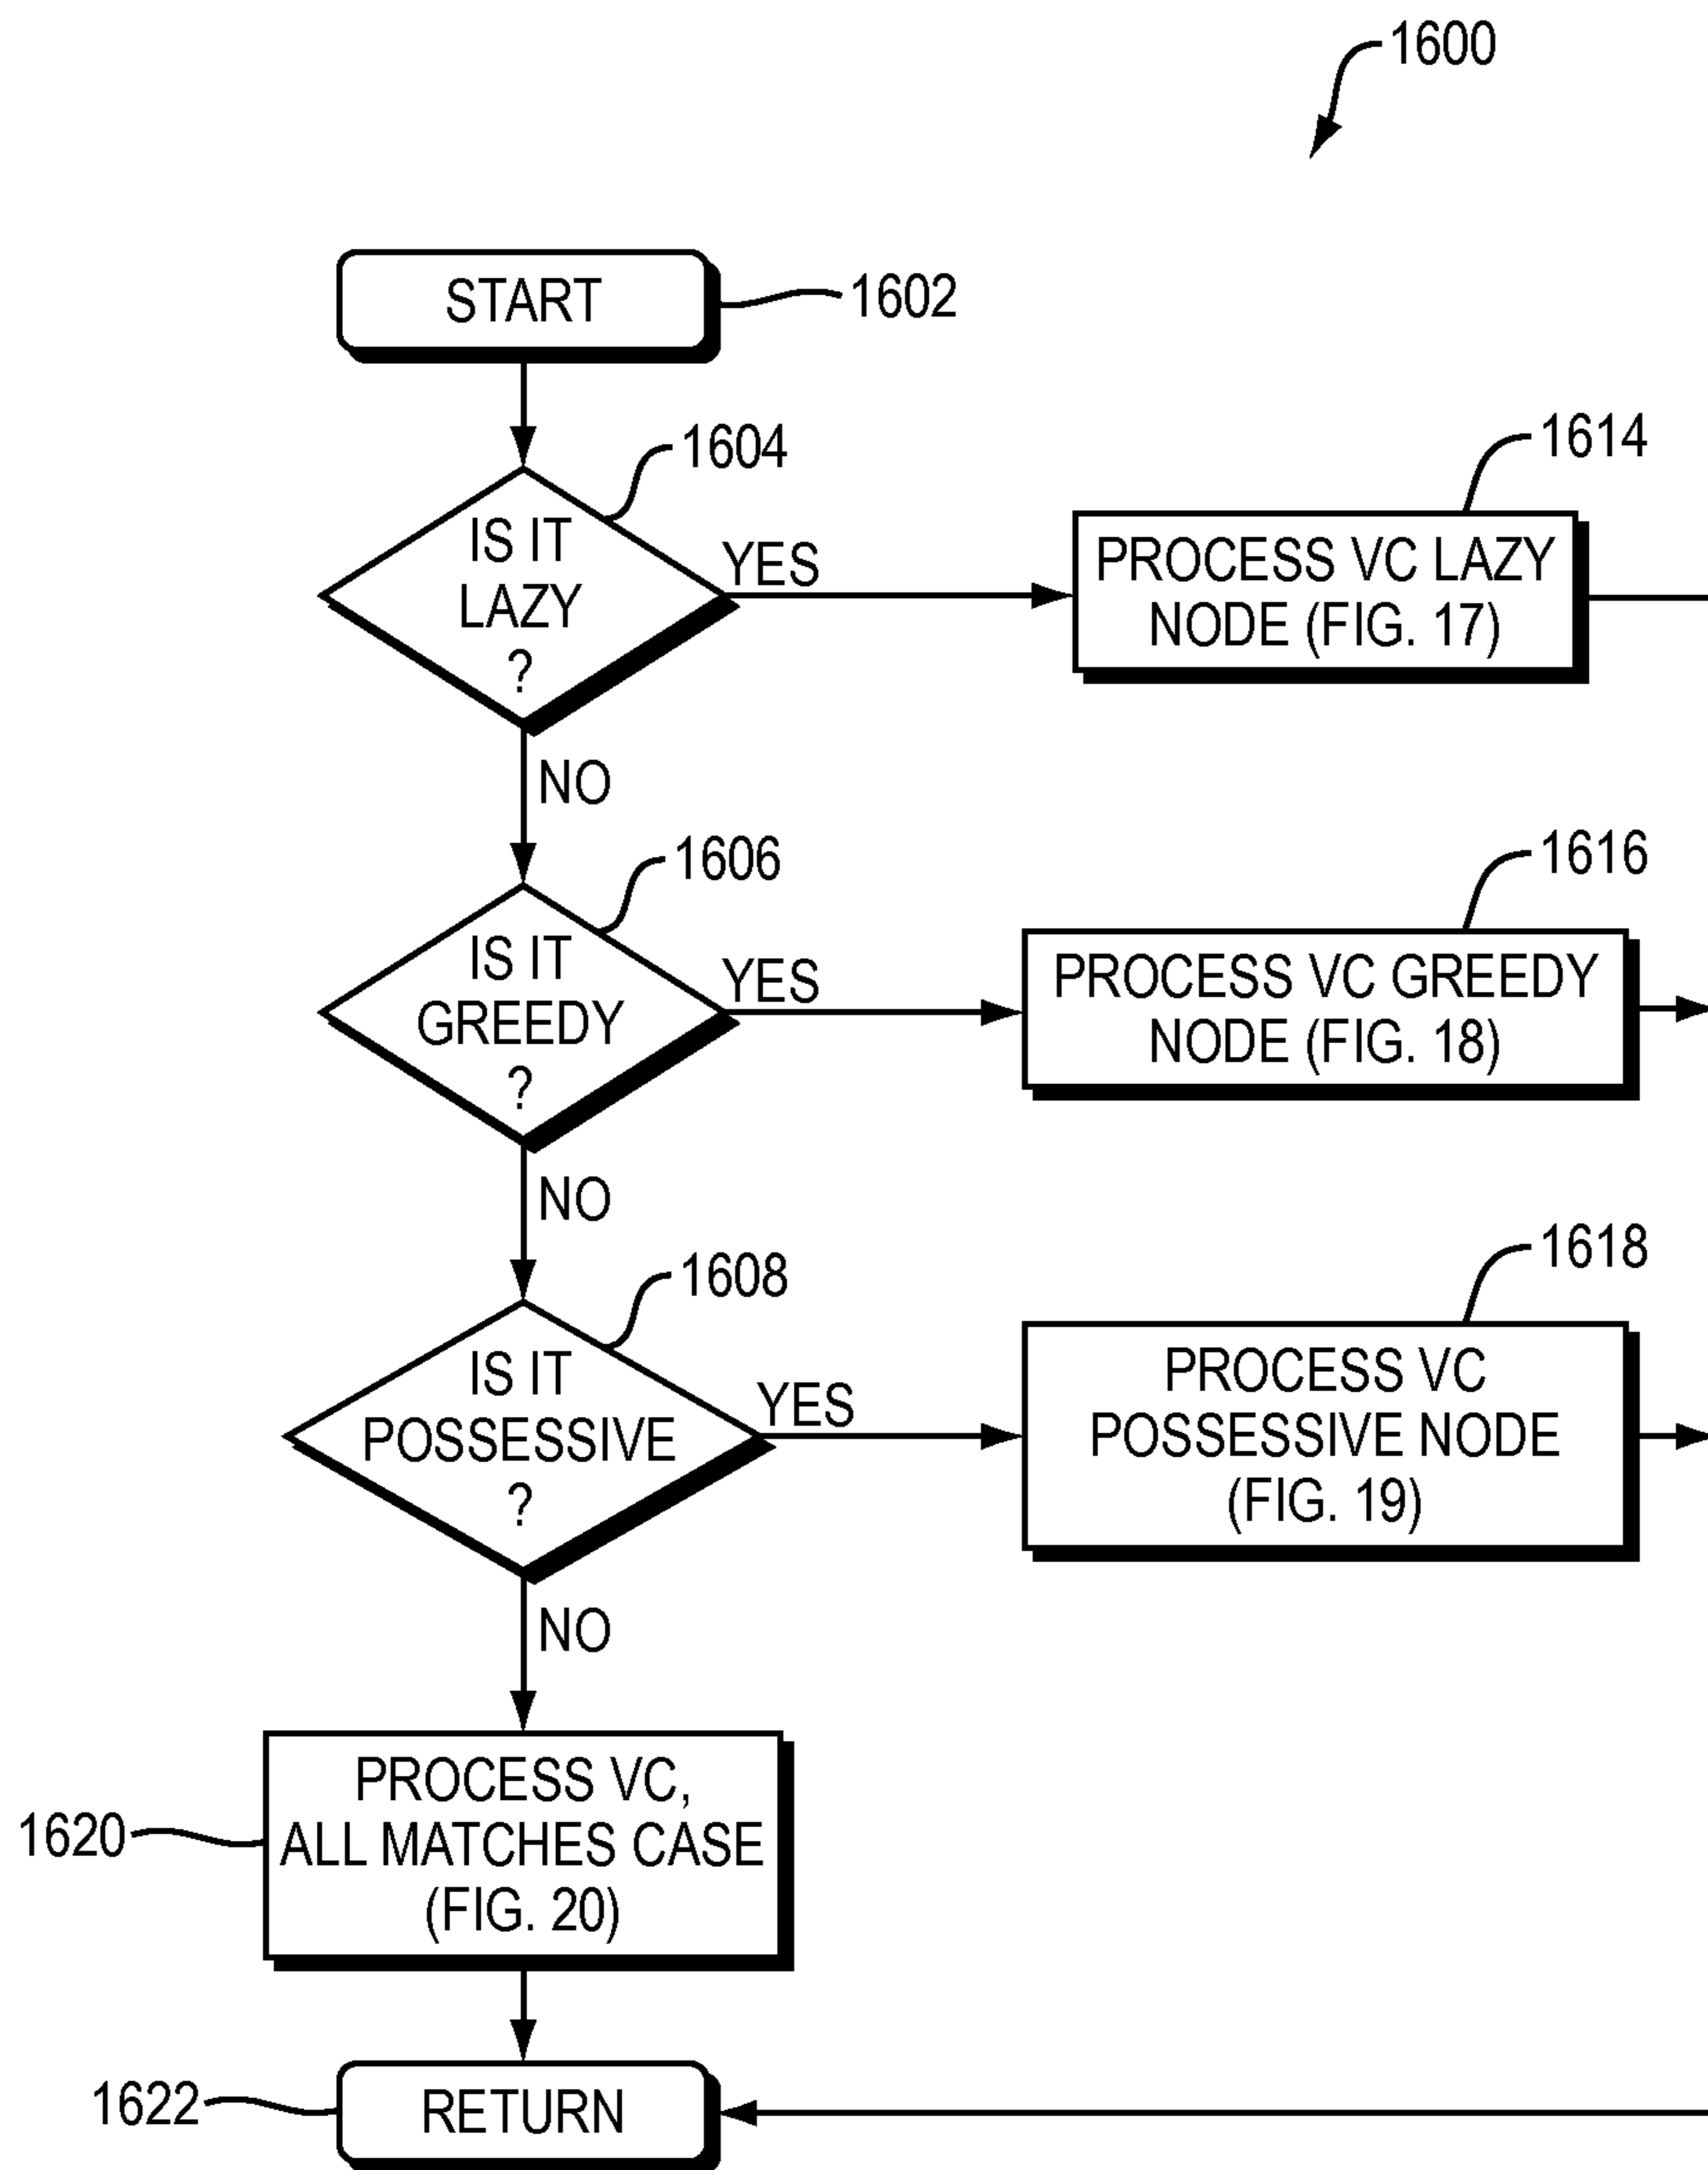 1600
START
1602
1604
IS IT
LAZY
?
YES
1614
PROCESS VC LAZY
NODE (FIG. 17)
NO
1606
IS IT
GREEDY
?
YES
1616
PROCESS VC GREEDY
NODE (FIG. 18)
NO
1608
IS IT
POSSESSIVE
?
YES
1618
PROCESS VC
POSSESSIVE NODE
(FIG. 19)
NO
1620
PROCESS VC,
ALL MATCHES CASE
(FIG. 20)
1622
RETURN